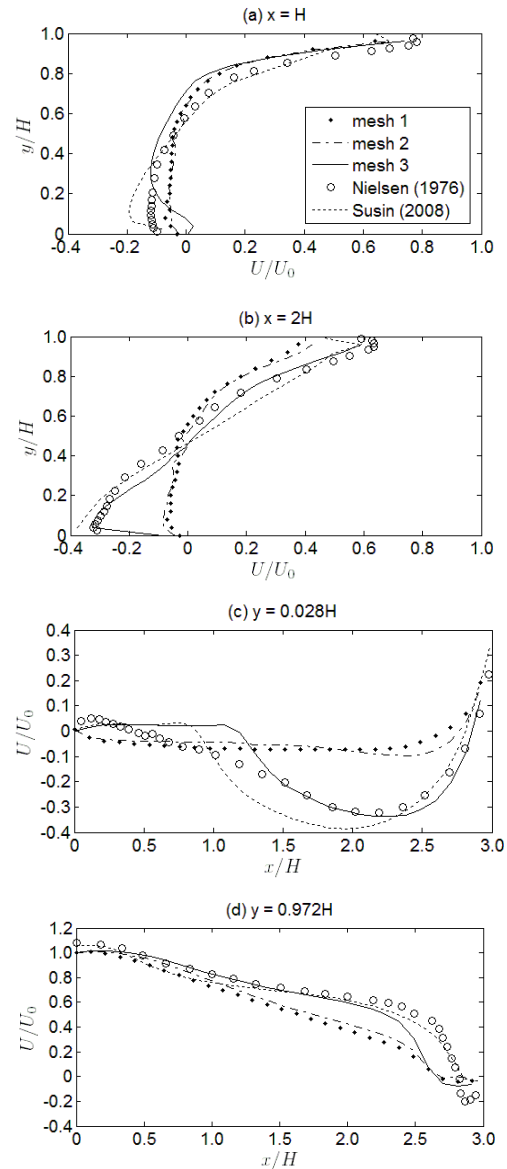 (a) x = H
1.0
0.8
0.6
0.4
0.2
0
y/H
mesh 1
mesh 2
mesh 3
Nielsen (1976)
Susin (2008)
-0.4 -0.2 0 0.2 0.4 0.6 0.8 1.0
U/U₀
(b) x = 2H
1.0
0.8
0.6
0.4
0.2
0
y/H
-0.4 -0.2 0 0.2 0.4 0.6 0.8 1.0
U/U₀
(c) y = 0.028H
0.4
0.3
0.2
0.1
0
-0.1
-0.2
-0.3
-0.4
U/U₀
0 0.5 1.0 1.5 2.0 2.5 3.0
x/H
(d) y = 0.972H
1.2
1.0
0.8
0.6
0.4
0.2
0
-0.2
-0.4
U/U₀
0 0.5 1.0 1.5 2.0 2.5 3.0
x/H